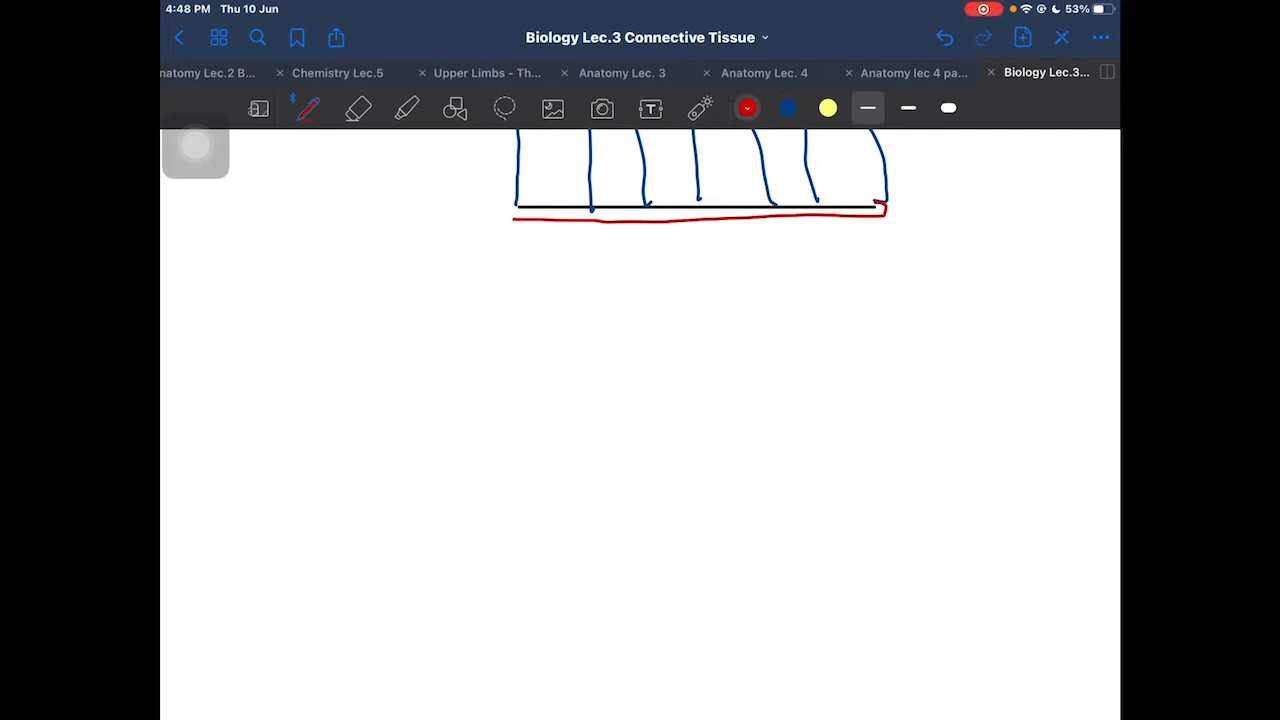 4:48 PM Thu 10 Jun 53%
Biology Lec.3 Connective Tissue
natomy Lec.2 B... Chemistry Lec.5 Upper Limbs - Th... Anatomy Lec. 3 Anatomy Lec. 4 Anatomy lec 4 pa... Biology Lec.3...
T